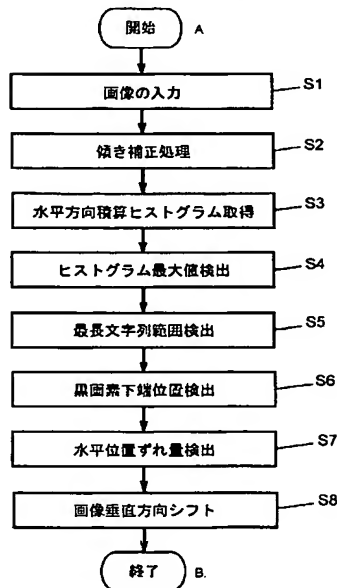 開始 A
画像の入力 S1
傾き補正処理 S2
水平方向積算ヒストグラム取得 S3
ヒストグラム最大値検出 S4
最長文字列範囲検出 S5
黒画素下端位置検出 S6
水平位置ずれ量検出 S7
画像垂直方向シフト S8
終了 B.